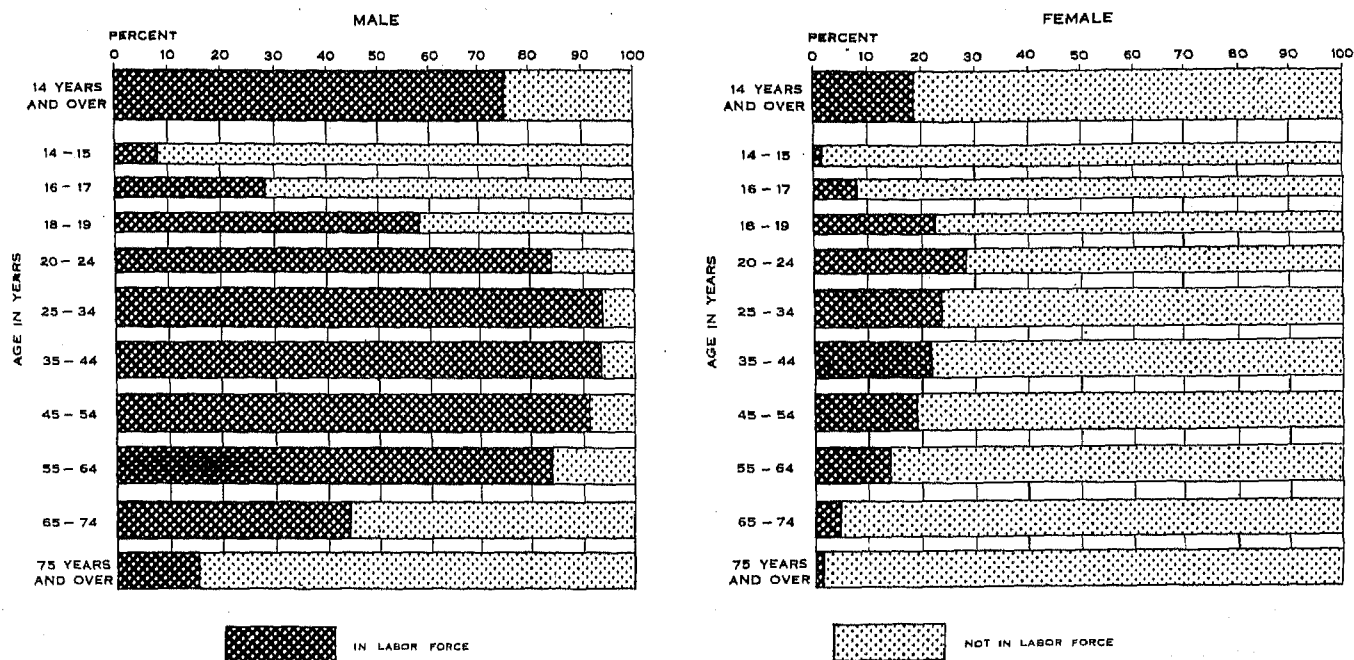 MALE
PERCENT
0 10 20 30 40 50 60 70 80 90 100
14 YEARS
AND OVER
14 – 15
16 – 17
18 – 19
20 – 24
25 – 34
35 – 44
45 – 54
55 – 64
65 – 74
75 YEARS
AND OVER
AGE IN YEARS
IN LABOR FORCE
FEMALE
PERCENT
0 10 20 30 40 50 60 70 80 90 100
14 YEARS
AND OVER
14 – 15
16 – 17
16 – 19
20 – 24
25 – 34
35 – 44
45 – 54
55 – 64
65 – 74
75 YEARS
AND OVER
AGE IN YEARS
NOT IN LABOR FORCE